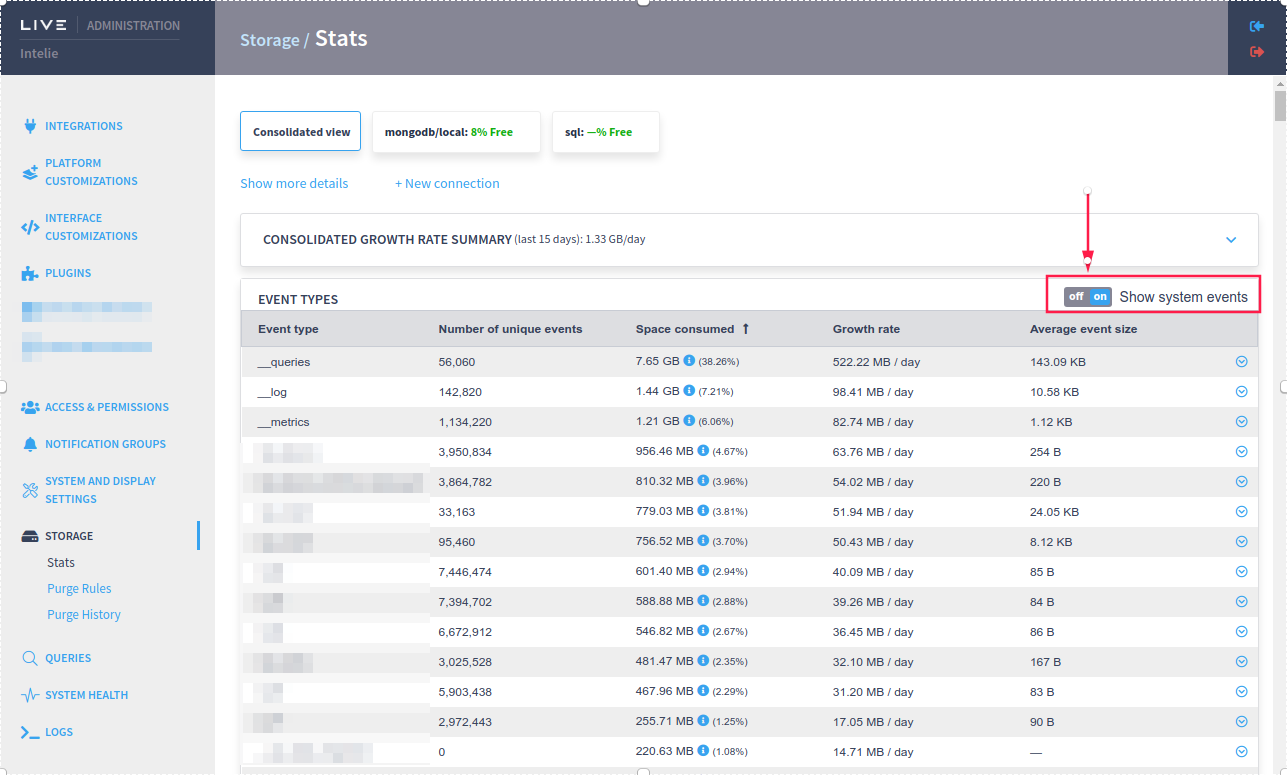 LIVE ADMINISTRATION
Intelie
Storage / Stats
INTEGRATIONS
PLATFORM
CUSTOMIZATIONS
INTERFACE
CUSTOMIZATIONS
PLUGINS
ACCESS & PERMISSIONS
NOTIFICATION GROUPS
SYSTEM AND DISPLAY
SETTINGS
STORAGE
Stats
Purge Rules
Purge History
QUERIES
SYSTEM HEALTH
LOGS
Consolidated view mongodb/local: 8% Free sql: —% Free
Show more details + New connection
CONSOLIDATED GROWTH RATE SUMMARY (last 15 days): 1.33 GB/day
EVENT TYPES off on Show system events
Event type Number of unique events Space consumed ↑ Growth rate Average event size
__queries 56,060 7.65 GB (38.26%) 522.22 MB / day 143.09 KB
__log 142,820 1.44 GB (7.21%) 98.41 MB / day 10.58 KB
__metrics 1,134,220 1.21 GB (6.06%) 82.74 MB / day 1.12 KB
3,950,834 956.46 MB (4.67%) 63.76 MB / day 254 B
3,864,782 810.32 MB (3.96%) 54.02 MB / day 220 B
33,163 779.03 MB (3.81%) 51.94 MB / day 24.05 KB
95,460 756.52 MB (3.70%) 50.43 MB / day 8.12 KB
7,446,474 601.40 MB (2.94%) 40.09 MB / day 85 B
7,394,702 588.88 MB (2.88%) 39.26 MB / day 84 B
6,672,912 546.82 MB (2.67%) 36.45 MB / day 86 B
3,025,528 481.47 MB (2.35%) 32.10 MB / day 167 B
5,903,438 467.96 MB (2.29%) 31.20 MB / day 83 B
2,972,443 255.71 MB (1.25%) 17.05 MB / day 90 B
0 220.63 MB (1.08%) 14.71 MB / day —